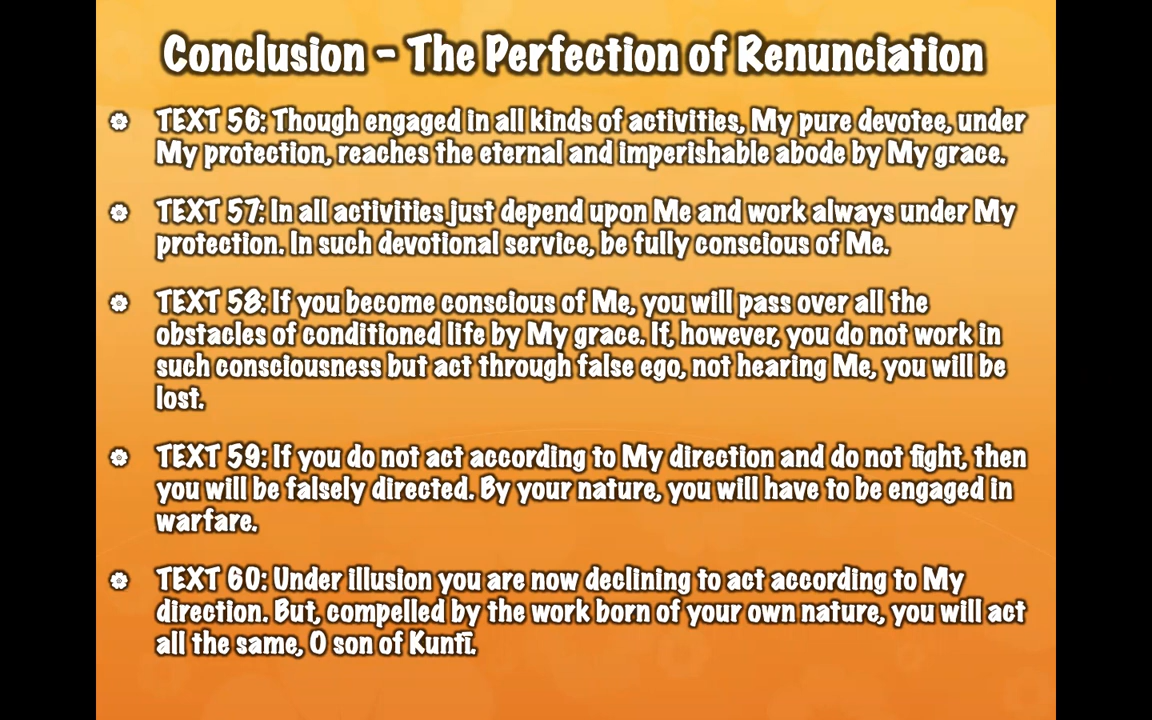 Conclusion - The Perfection of Renunciation
TEXT 56: Though engaged in all kinds of activities, My pure devotee, under
My protection, reaches the eternal and imperishable abode by My grace.
TEXT 57: In all activities just depend upon Me and work always under My
protection. In such devotional service, be fully conscious of Me.
TEXT 58: If you become conscious of Me, you will pass over all the
obstacles of conditioned life by My grace. If, however, you do not work in
such consciousness but act through false ego, not hearing Me, you will be
lost.
TEXT 59: If you do not act according to My direction and do not fight, then
you will be falsely directed. By your nature, you will have to be engaged in
warfare.
TEXT 60: Under illusion you are now declining to act according to My
direction. But, compelled by the work born of your own nature, you will act
all the same, O son of Kuntī.